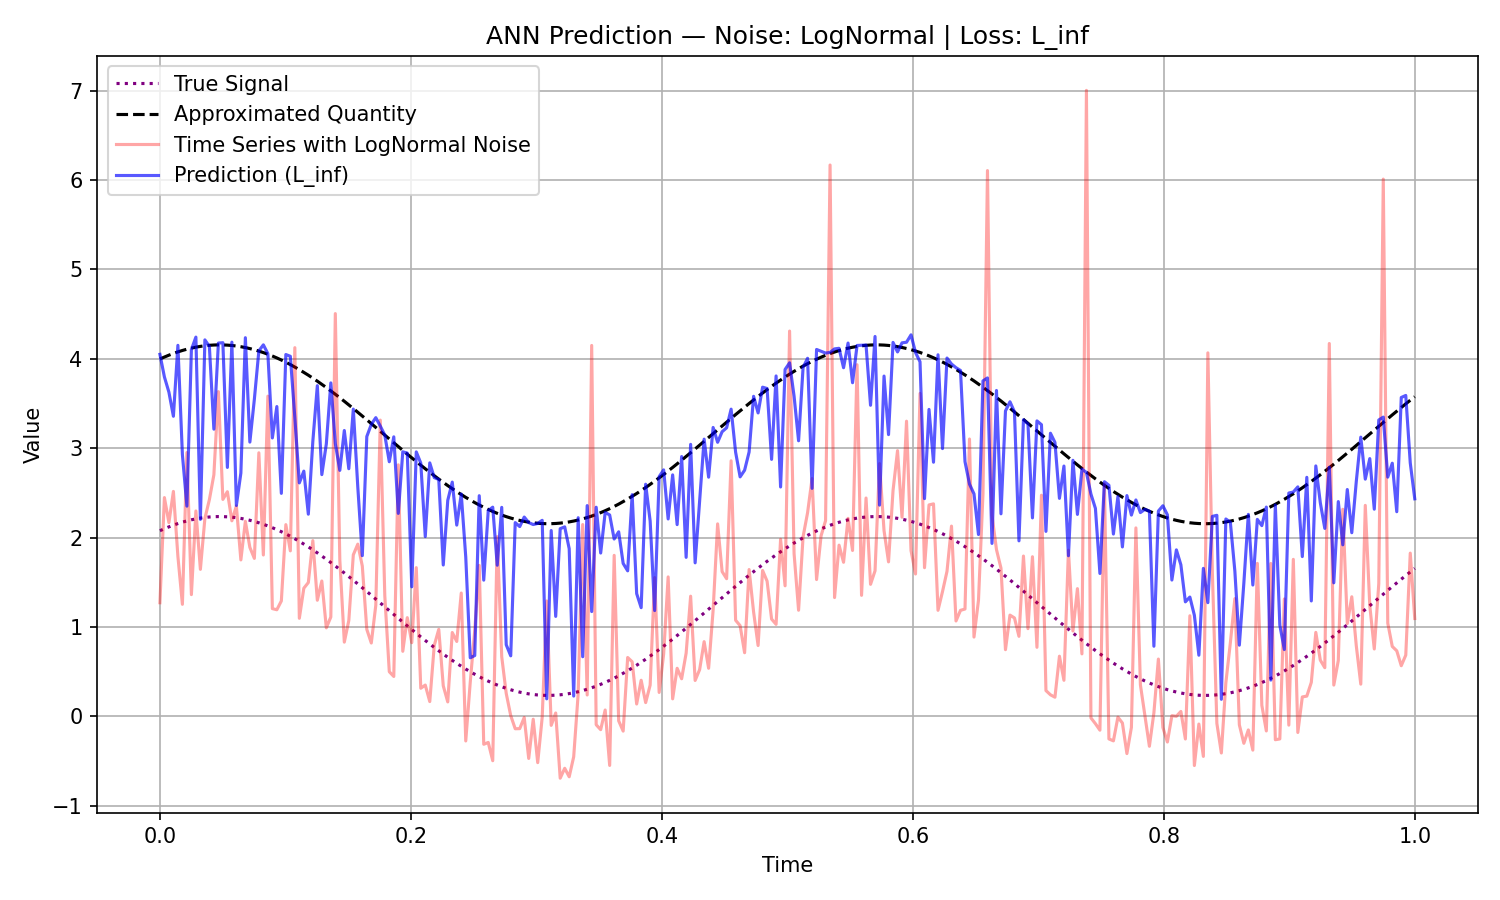 ANN Prediction — Noise: LogNormal | Loss: L_inf
True Signal
Approximated Quantity
Time Series with LogNormal Noise
Prediction (L_inf)
7
6
5
4
3
2
1
0
−1
Value
0.0 0.2 0.4 0.6 0.8 1.0
Time